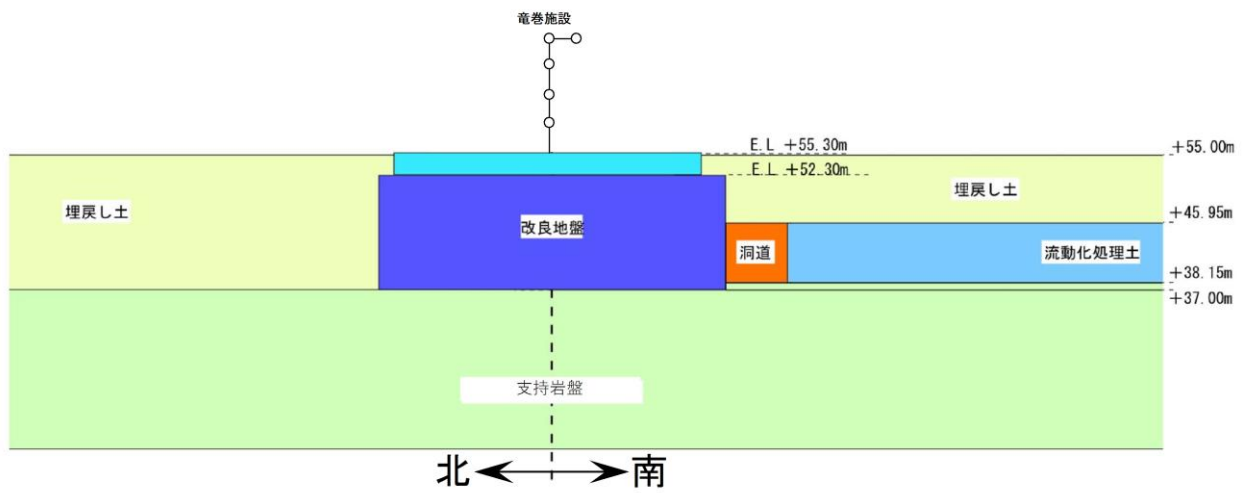 竜巻施設
E.L +55.30m
+55.00m
E.L +52.30m
埋戻し土
埋戻し土
+45.95m
改良地盤
洞道
流動化処理土
+38.15m
+37.00m
支持岩盤
北
南